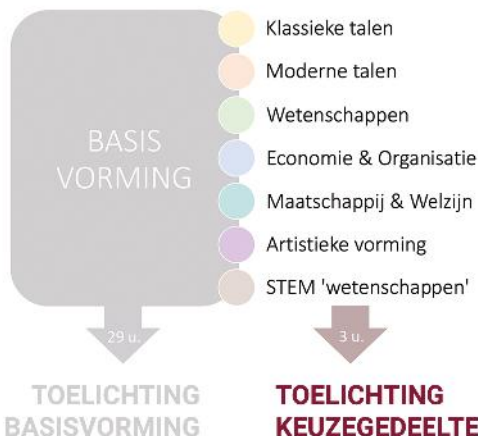 Klassieke talen
Moderne talen
Wetenschappen
BASIS
VORMING
Economie & Organisatie
Maatschappij & Welzijn
Artistieke vorming
STEM 'wetenschappen'
29 u.
3 u.
TOELICHTING
BASISVORMING
TOELICHTING
KEUZEGEDEELTE